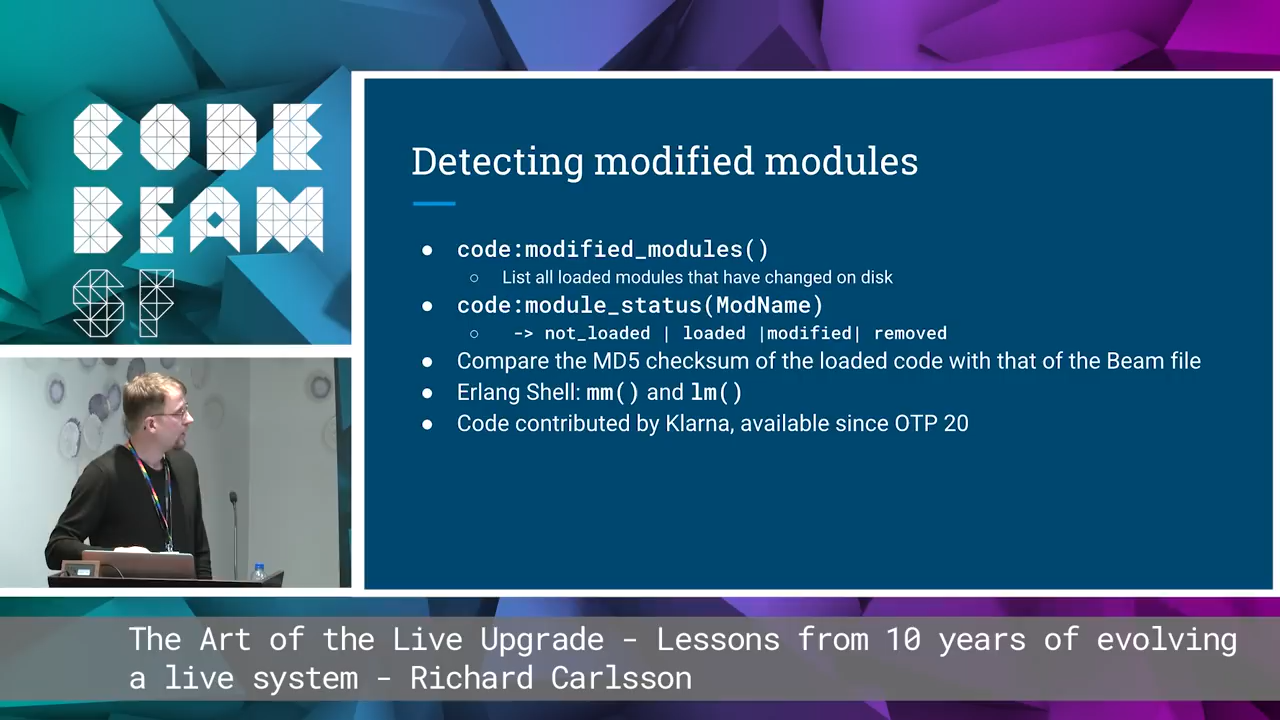 CODE
BEAM
SF
Detecting modified modules
● code:modified_modules()
○ List all loaded modules that have changed on disk
● code:module_status(ModName)
○ -> not_loaded | loaded |modified| removed
● Compare the MD5 checksum of the loaded code with that of the Beam file
● Erlang Shell: mm() and lm()
● Code contributed by Klarna, available since OTP 20
The Art of the Live Upgrade - Lessons from 10 years of evolving
a live system - Richard Carlsson